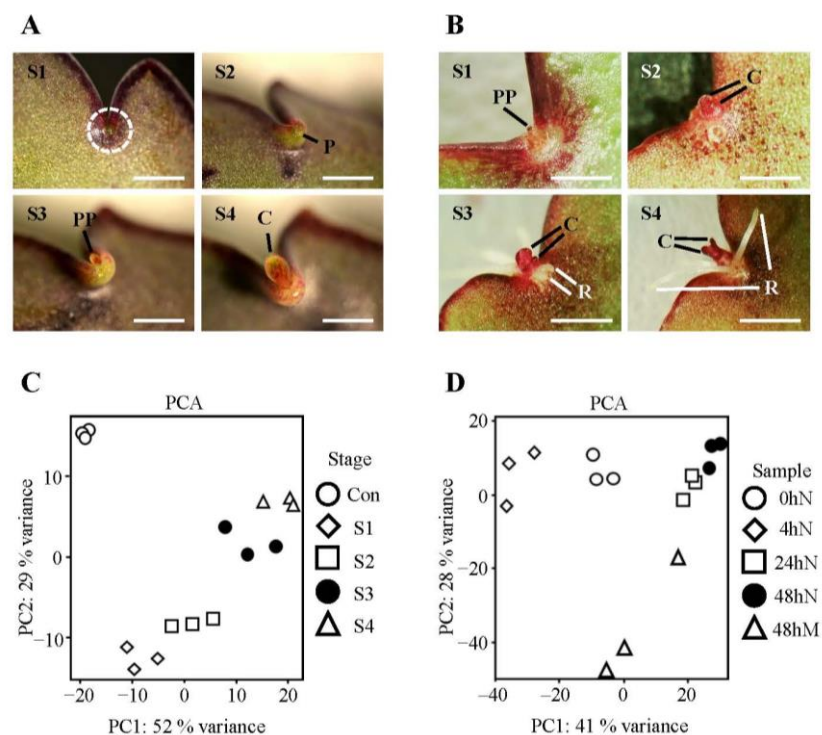 A
S1
S2
P
S3
PP
S4
C
B
S1
PP
S2
C
S3
C
R
S4
C
R
C
PCA
10
0
−10
−20
−10
0
10
20
PC2: 29 % variance
PC1: 52 % variance
Stage
Con
S1
S2
S3
S4
D
PCA
20
0
−20
−40
−40
−20
0
20
PC2: 28 % variance
PC1: 41 % variance
Sample
0hN
4hN
24hN
48hN
48hM